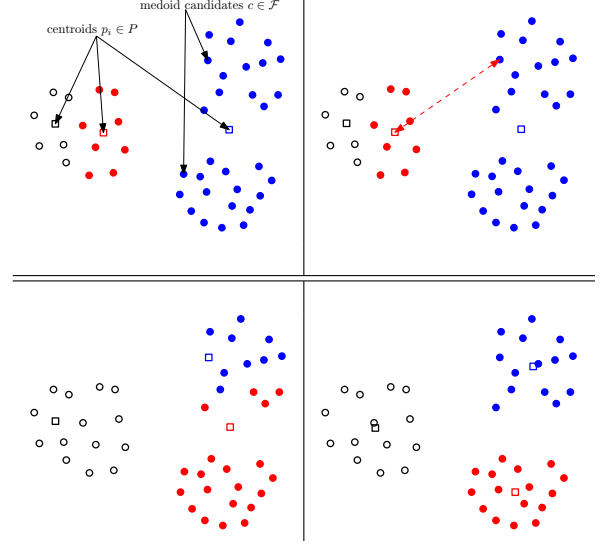 medoid candidates c ∈ ℱ
centroids pᵢ ∈ P